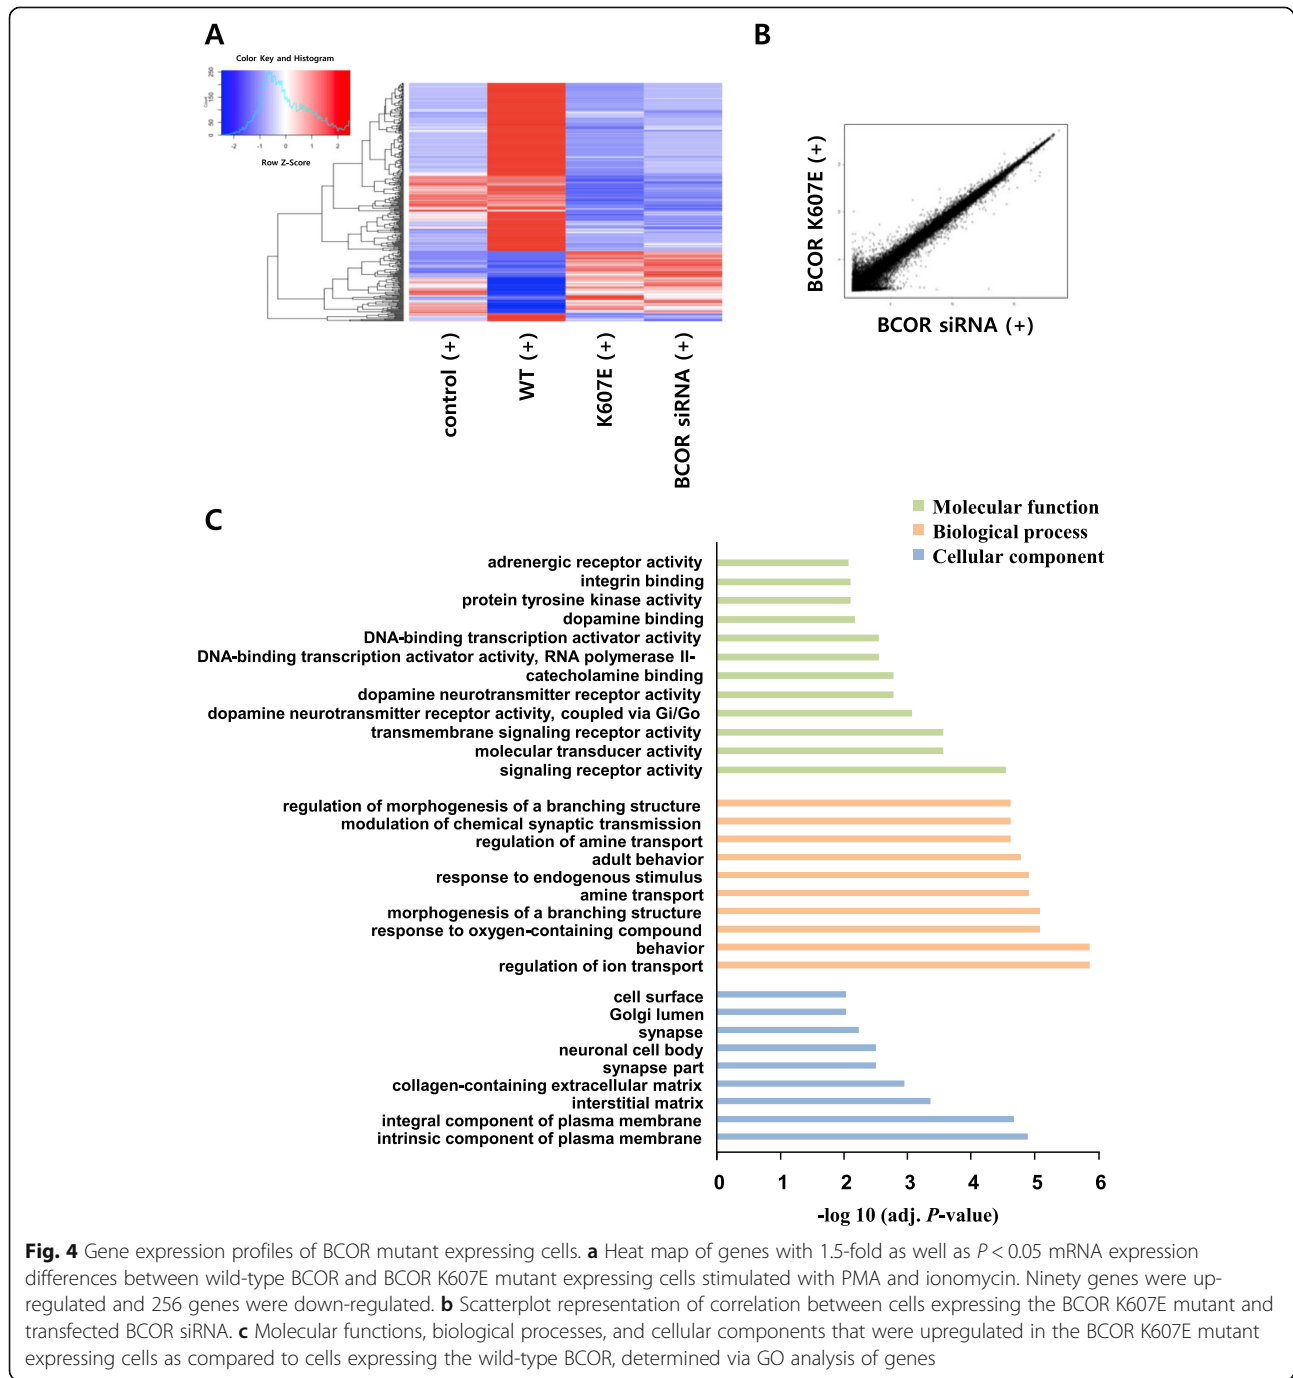 A
B
Color Key and Histogram
Count
0 50 150 250
-2 -1 0 1 2
Row Z-Score
control (+)
WT (+)
K607E (+)
BCOR siRNA (+)
BCOR K607E (+)
BCOR siRNA (+)
C
Molecular function
Biological process
Cellular component
adrenergic receptor activity
integrin binding
protein tyrosine kinase activity
dopamine binding
DNA-binding transcription activator activity
DNA-binding transcription activator activity, RNA polymerase II-
catecholamine binding
dopamine neurotransmitter receptor activity
dopamine neurotransmitter receptor activity, coupled via Gi/Go
transmembrane signaling receptor activity
molecular transducer activity
signaling receptor activity
regulation of morphogenesis of a branching structure
modulation of chemical synaptic transmission
regulation of amine transport
adult behavior
response to endogenous stimulus
amine transport
morphogenesis of a branching structure
response to oxygen-containing compound
behavior
regulation of ion transport
cell surface
Golgi lumen
synapse
neuronal cell body
synapse part
collagen-containing extracellular matrix
interstitial matrix
integral component of plasma membrane
intrinsic component of plasma membrane
0 1 2 3 4 5 6
-log 10 (adj. P-value)
Fig. 4 Gene expression profiles of BCOR mutant expressing cells. a Heat map of genes with 1.5-fold as well as P < 0.05 mRNA expression
differences between wild-type BCOR and BCOR K607E mutant expressing cells stimulated with PMA and ionomycin. Ninety genes were up-
regulated and 256 genes were down-regulated. b Scatterplot representation of correlation between cells expressing the BCOR K607E mutant and
transfected BCOR siRNA. c Molecular functions, biological processes, and cellular components that were upregulated in the BCOR K607E mutant
expressing cells as compared to cells expressing the wild-type BCOR, determined via GO analysis of genes